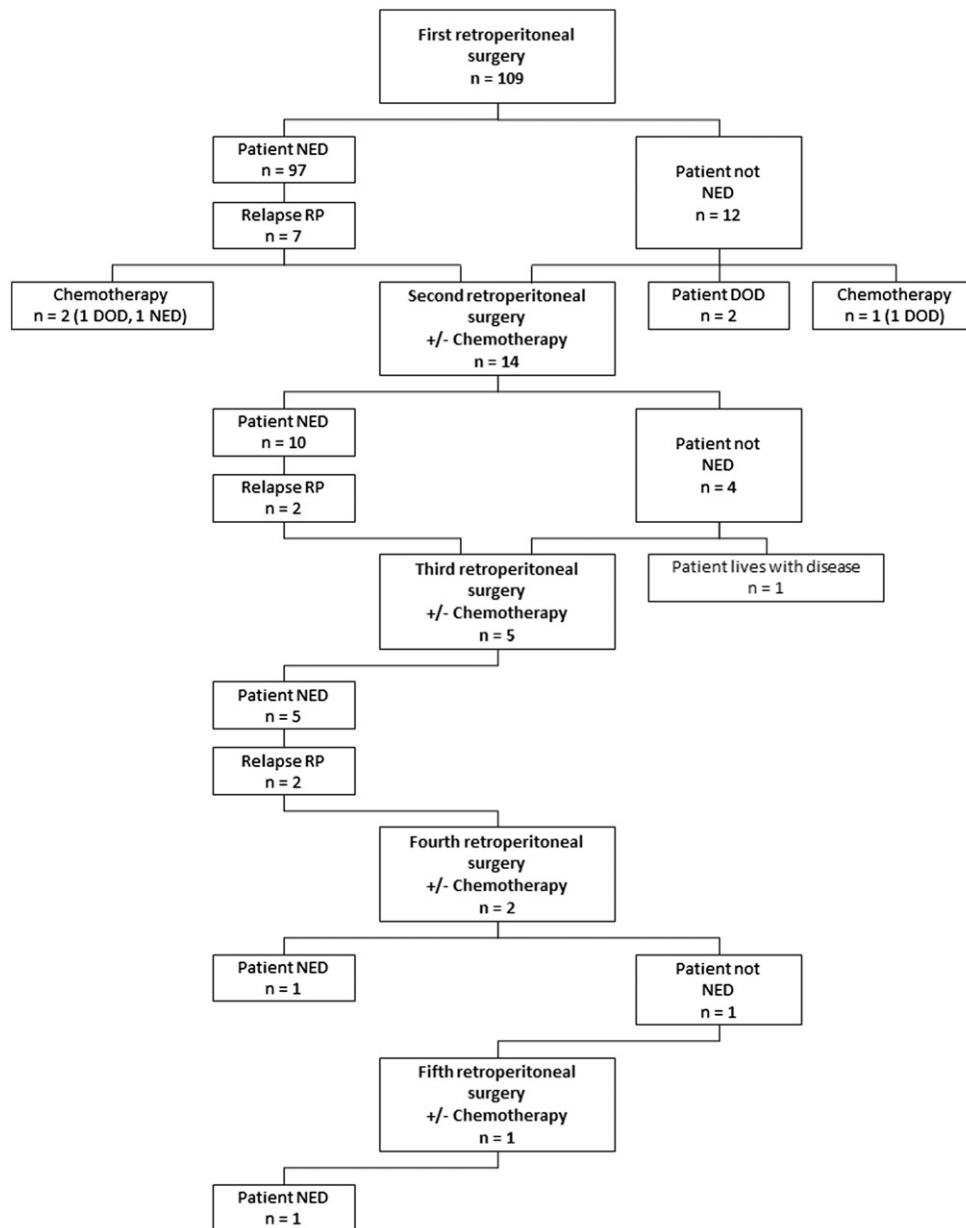 First retroperitoneal
surgery
n = 109
Patient NED
n = 97
Patient not
NED
n = 12
Relapse RP
n = 7
Chemotherapy
n = 2 (1 DOD, 1 NED)
Second retroperitoneal
surgery
+/- Chemotherapy
n = 14
Patient DOD
n = 2
Chemotherapy
n = 1 (1 DOD)
Patient NED
n = 10
Patient not
NED
n = 4
Relapse RP
n = 2
Third retroperitoneal
surgery
+/- Chemotherapy
n = 5
Patient lives with disease
n = 1
Patient NED
n = 5
Relapse RP
n = 2
Fourth retroperitoneal
surgery
+/- Chemotherapy
n = 2
Patient NED
n = 1
Patient not
NED
n = 1
Fifth retroperitoneal
surgery
+/- Chemotherapy
n = 1
Patient NED
n = 1